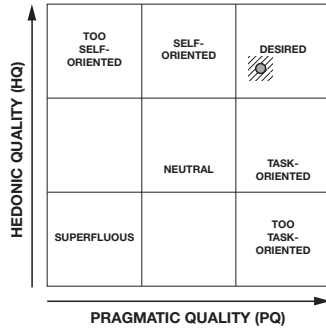 TOO
SELF-
ORIENTED
SELF-
ORIENTED
DESIRED
NEUTRAL
TASK-
ORIENTED
SUPERFLUOUS
TOO
TASK-
ORIENTED
HEDONIC QUALITY (HQ)
PRAGMATIC QUALITY (PQ)